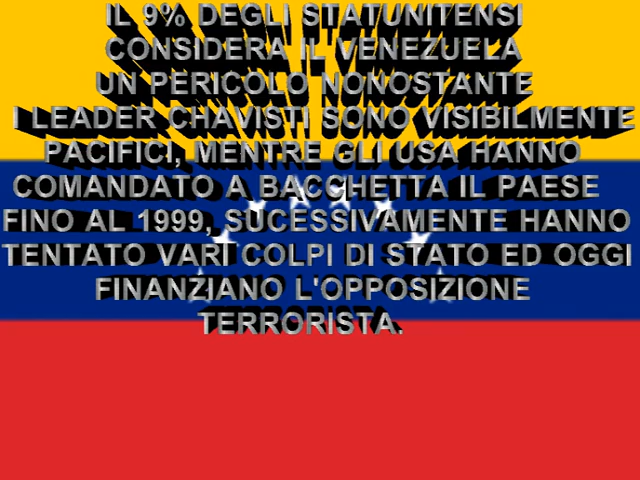 IL 9% DEGLI STATUNITENSI
CONSIDERA IL VENEZUELA
UN PERICOLO NONOSTANTE
I LEADER CHAVISTI SONO VISIBILMENTE
PACIFICI, MENTRE GLI USA HANNO
COMANDATO A BACCHETTA IL PAESE
FINO AL 1999, SUCESSIVAMENTE HANNO
TENTATO VARI COLPI DI STATO ED OGGI
FINANZIANO L'OPPOSIZIONE
TERRORISTA.